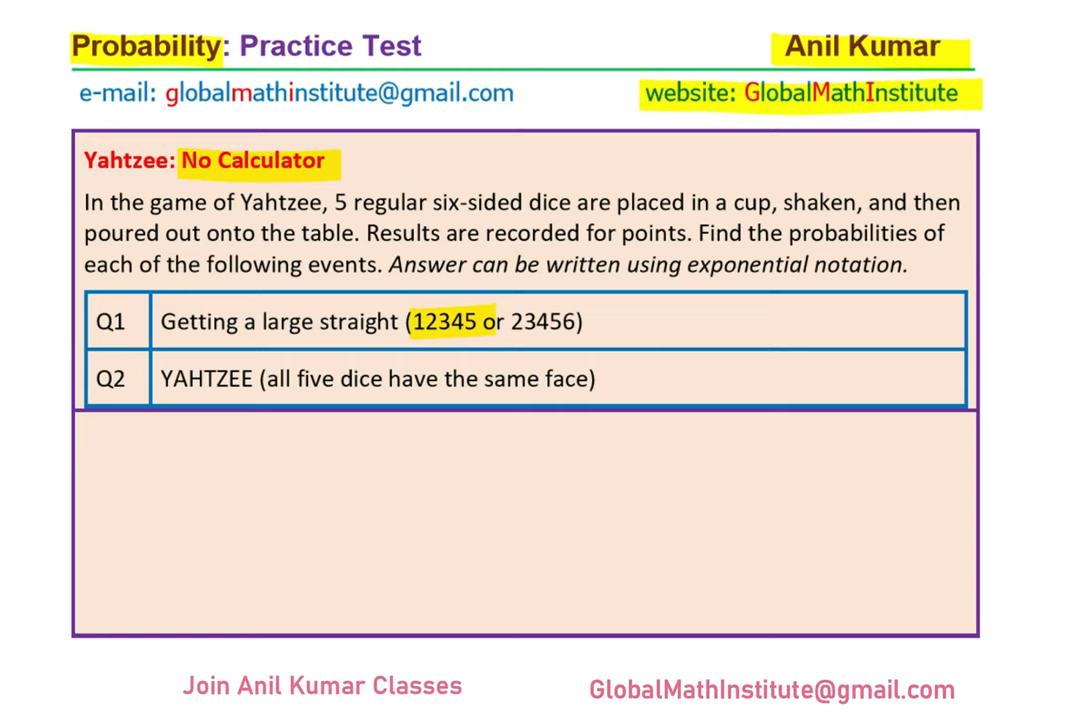 Probability: Practice Test Anil Kumar
e-mail: globalmathinstitute@gmail.com website: GlobalMathInstitute
Yahtzee: No Calculator
In the game of Yahtzee, 5 regular six-sided dice are placed in a cup, shaken, and then
poured out onto the table. Results are recorded for points. Find the probabilities of
each of the following events. Answer can be written using exponential notation.
Q1 Getting a large straight (12345 or 23456)
Q2 YAHTZEE (all five dice have the same face)
Join Anil Kumar Classes GlobalMathInstitute@gmail.com